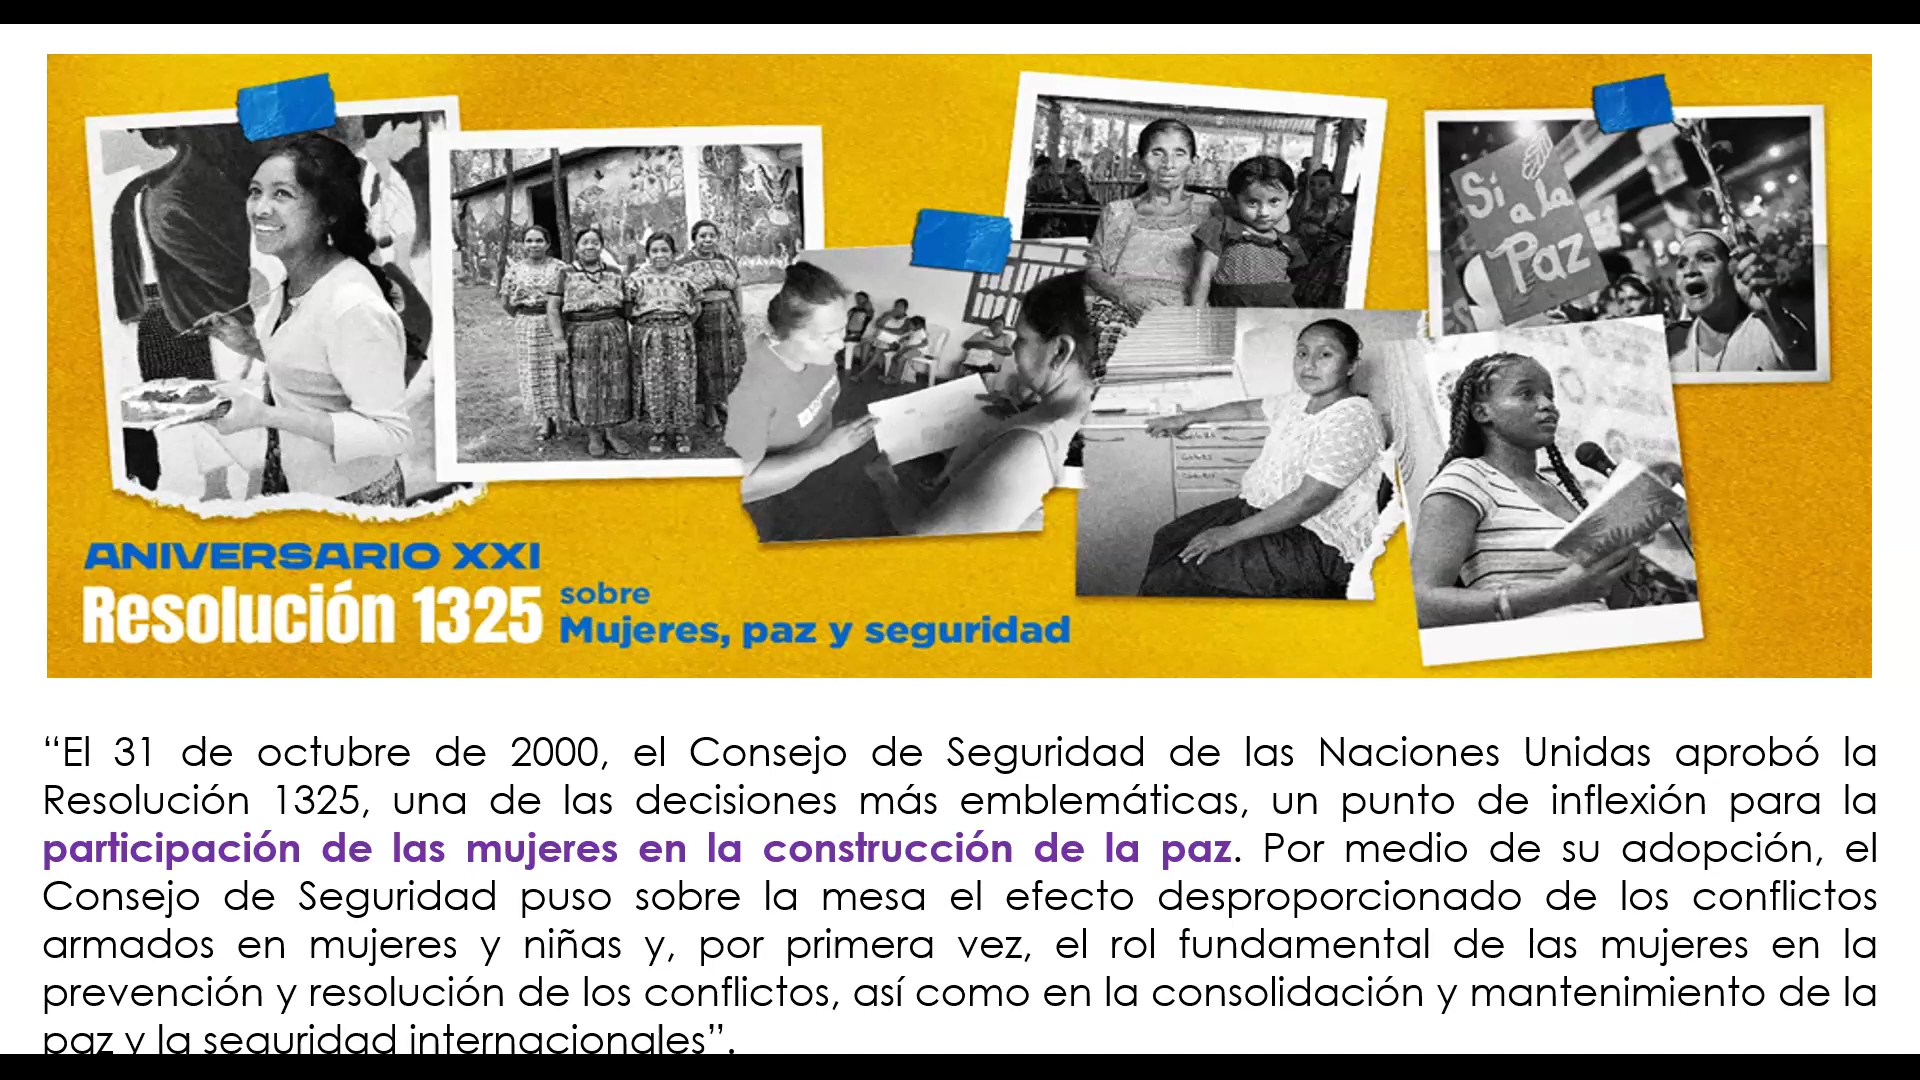 Sí
a la
Paz
ANIVERSARIO XXI
Resolución 1325 sobre
Mujeres, paz y seguridad
“El 31 de octubre de 2000, el Consejo de Seguridad de las Naciones Unidas aprobó la
Resolución 1325, una de las decisiones más emblemáticas, un punto de inflexión para la
participación de las mujeres en la construcción de la paz. Por medio de su adopción, el
Consejo de Seguridad puso sobre la mesa el efecto desproporcionado de los conflictos
armados en mujeres y niñas y, por primera vez, el rol fundamental de las mujeres en la
prevención y resolución de los conflictos, así como en la consolidación y mantenimiento de la
paz y la seguridad internacionales”.